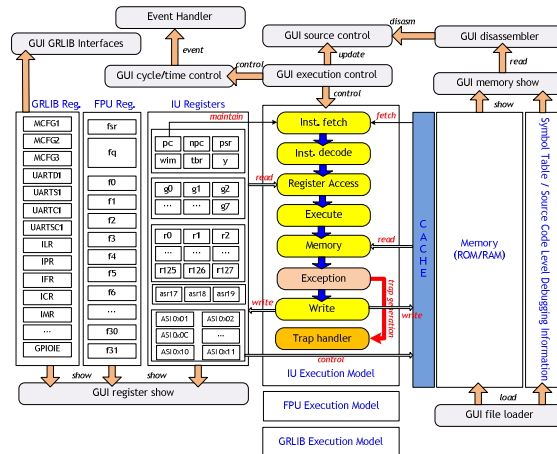 Event Handler
GUI source control
disasm
GUI disassembler
GUI GRLIB Interfaces
event
update
read
GUI cycle/time control
control
GUI execution control
GUI memory show
control
show
GRLIB Reg.
FPU Reg.
IU Registers
maintain
fetch
MCFG1
MCFG2
MCFG3
UARTD1
UARTS1
UARTC1
UARTSC1
ILR
IPR
IFR
ICR
IMR
...
GPIOIE
fsr
fq
f0
f1
f2
f3
f4
f5
f6
...
f30
f31
pc npc psr
wim tbr y
g0 g1 g2
... ... g7
r0 r1 r2
... ... ...
r125 r126 r127
asr17 asr18 asr19
ASI 0x01 ASI 0x02
ASI 0x0C ...
ASI 0x10 ASI 0x11
read
write
Inst. fetch
Inst. decode
Register Access
Execute
Memory
Exception
Write
Trap handler
trap generation
read
write
control
IU Execution Model
FPU Execution Model
GRLIB Execution Model
CACHE
Memory
(ROM/RAM)
Symbol Table / Source Code Level Debugging Information
show
show
GUI register show
load
GUI file loader